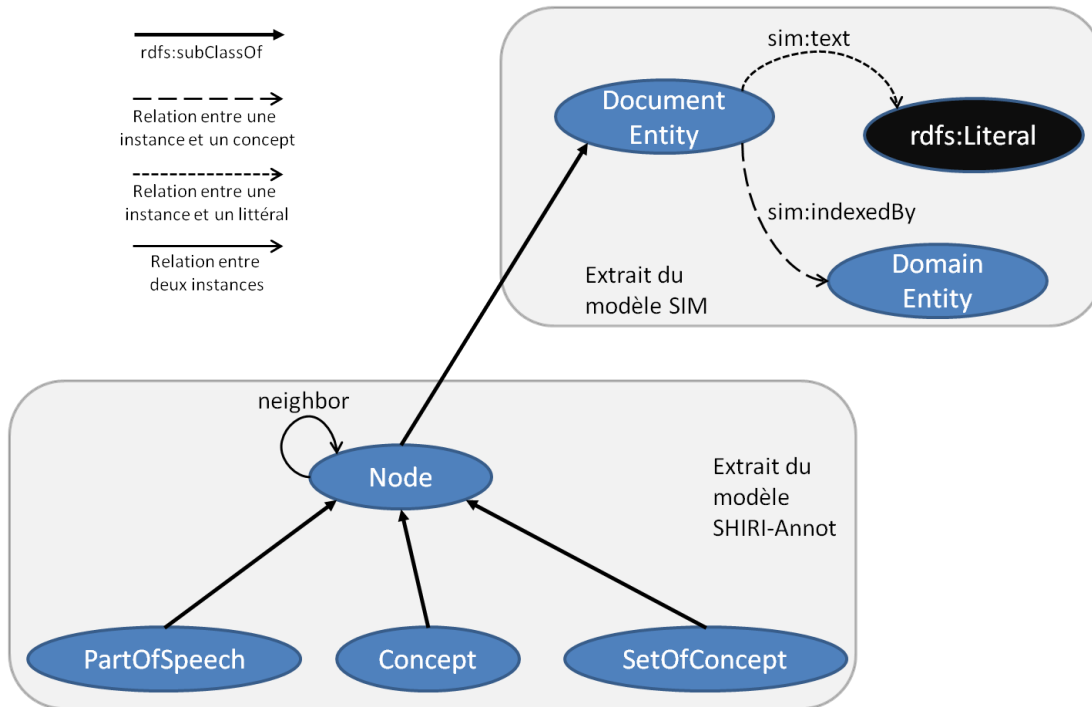 rdfs:subClassOf
Relation entre une
instance et un concept
Relation entre une
instance et un littéral
Relation entre
deux instances
sim:text
Document
Entity
rdfs:Literal
sim:indexedBy
Domain
Entity
Extrait du
modèle SIM
neighbor
Node
Extrait du
modèle
SHIRI-Annot
PartOfSpeech
Concept
SetOfConcept